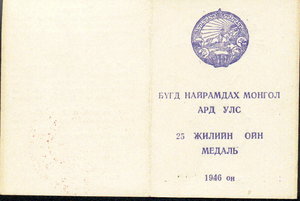 БҮГД НАЙРАМДАХ МОНГОЛ
АРД УЛС
25 ЖИЛИЙН ОЙН
МЕДАЛЬ
1946 он